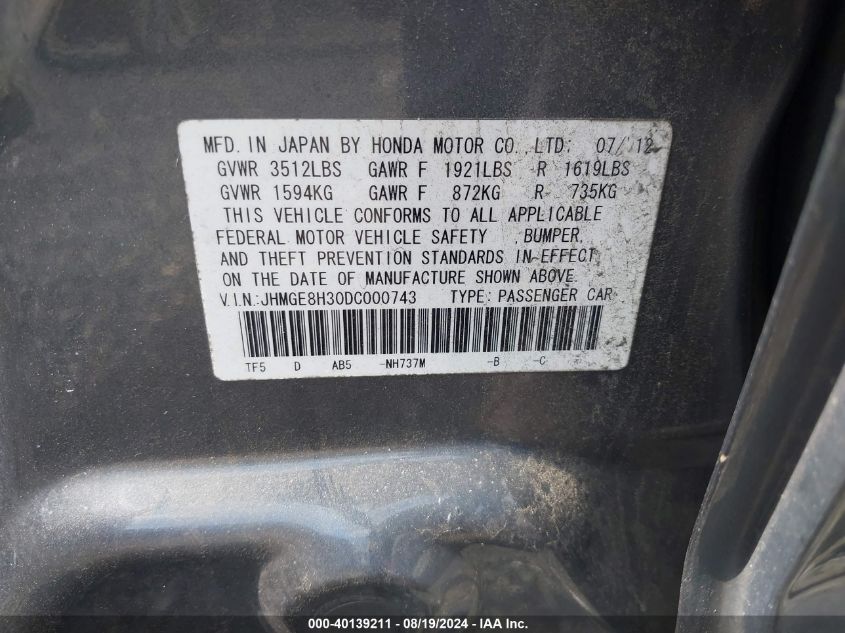 MFD. IN JAPAN BY HONDA MOTOR CO., LTD. 07/12
GVWR 3512LBS GAWR F 1921LBS R 1619LBS
GVWR 1594KG GAWR F 872KG R 735KG
THIS VEHICLE CONFORMS TO ALL APPLICABLE
FEDERAL MOTOR VEHICLE SAFETY , BUMPER,
AND THEFT PREVENTION STANDARDS IN EFFECT
ON THE DATE OF MANUFACTURE SHOWN ABOVE.
V.I.N.:JHMGE8H30DC000743 TYPE: PASSENGER CAR
TF5 D AB5 -NH737M -B -C
000-40139211 - 08/19/2024 - IAA Inc.